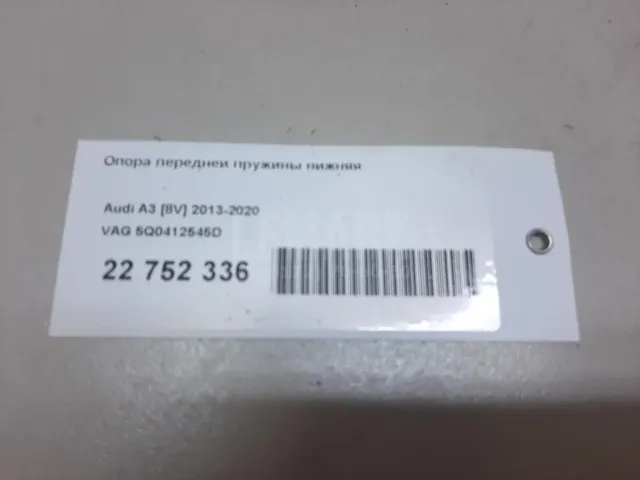 Опора передней пружины нижняя
Audi A3 [8V] 2013-2020
VAG 5Q0412545D
22 752 336